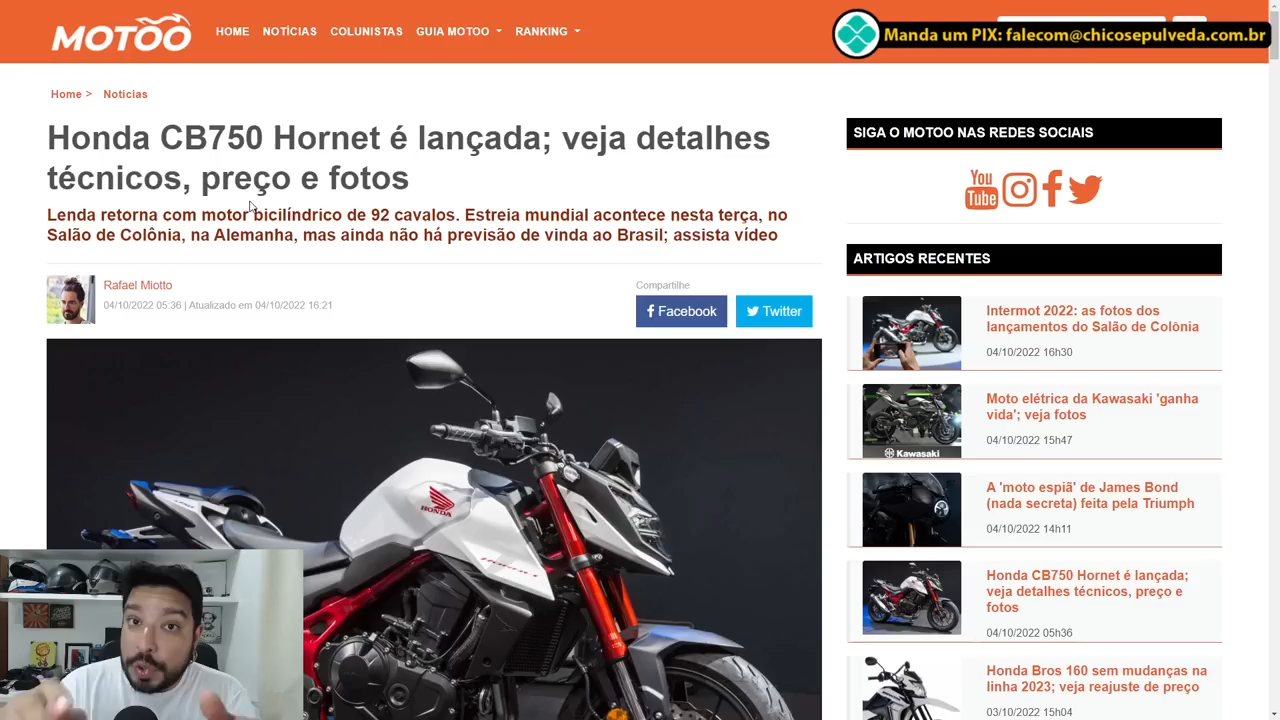 MOTOO
HOME
NOTÍCIAS
COLUNISTAS
GUIA MOTOO
RANKING
Manda um PIX: falecom@chicosepulveda.com.br
Home >
Noticias
Honda CB750 Hornet é lançada; veja detalhes
técnicos, preço e fotos
Lenda retorna com motor bicilíndrico de 92 cavalos. Estreia mundial acontece nesta terça, no
Salão de Colônia, na Alemanha, mas ainda não há previsão de vinda ao Brasil; assista vídeo
Rafael Miotto
04/10/2022 05:36 | Atualizado em 04/10/2022 16:21
Compartilhe
Facebook
Twitter
HONDA
SIGA O MOTOO NAS REDES SOCIAIS
You
Tube
ARTIGOS RECENTES
Intermot 2022: as fotos dos
lançamentos do Salão de Colônia
04/10/2022 16h30
Moto elétrica da Kawasaki 'ganha
vida'; veja fotos
04/10/2022 15h47
Kawasaki
A 'moto espiã' de James Bond
(nada secreta) feita pela Triumph
04/10/2022 14h11
Honda CB750 Hornet é lançada;
veja detalhes técnicos, preço e
fotos
04/10/2022 05h36
Honda Bros 160 sem mudanças na
linha 2023; veja reajuste de preço
03/10/2022 15h04